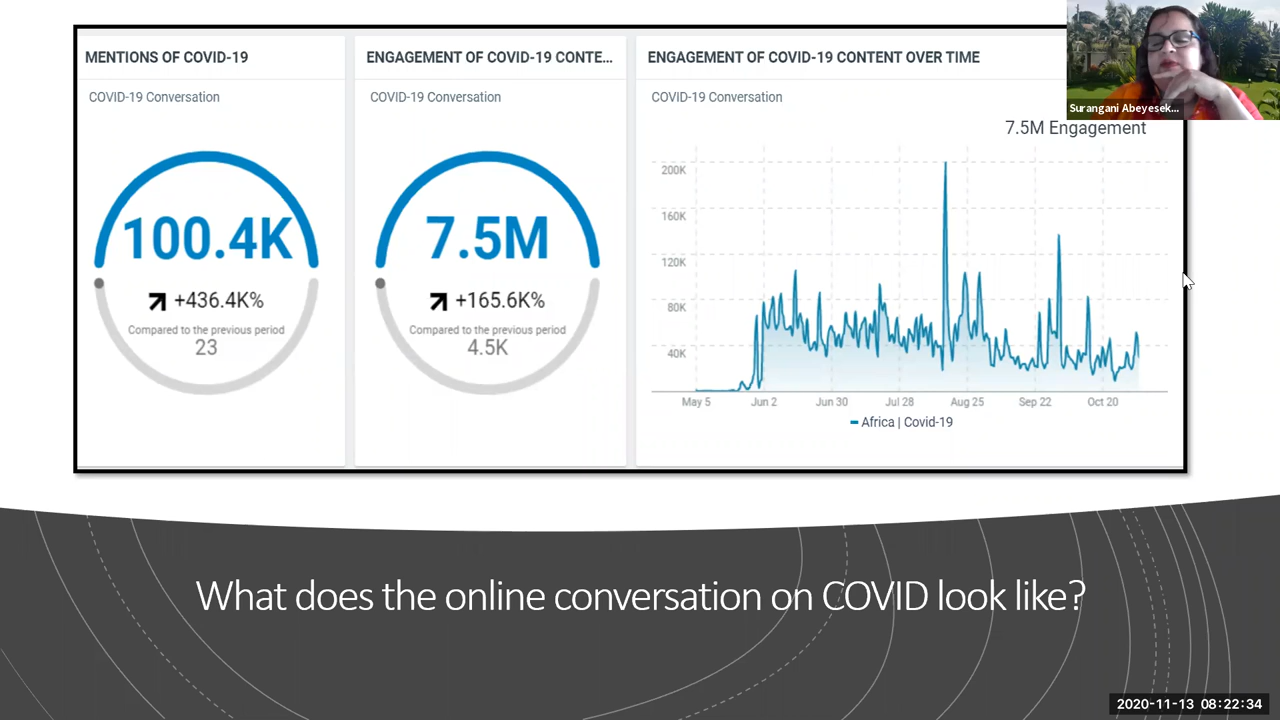 MENTIONS OF COVID-19
COVID-19 Conversation
100.4K
+436.4K%
Compared to the previous period
23
ENGAGEMENT OF COVID-19 CONTE...
COVID-19 Conversation
7.5M
+165.6K%
Compared to the previous period
4.5K
ENGAGEMENT OF COVID-19 CONTENT OVER TIME
COVID-19 Conversation
7.5M Engagement
200K
160K
120K
80K
40K
May 5 Jun 2 Jun 30 Jul 28 Aug 25 Sep 22 Oct 20
Africa | Covid-19
Surangani Abeyesek...
What does the online conversation on COVID look like?
2020-11-13 08:22:34